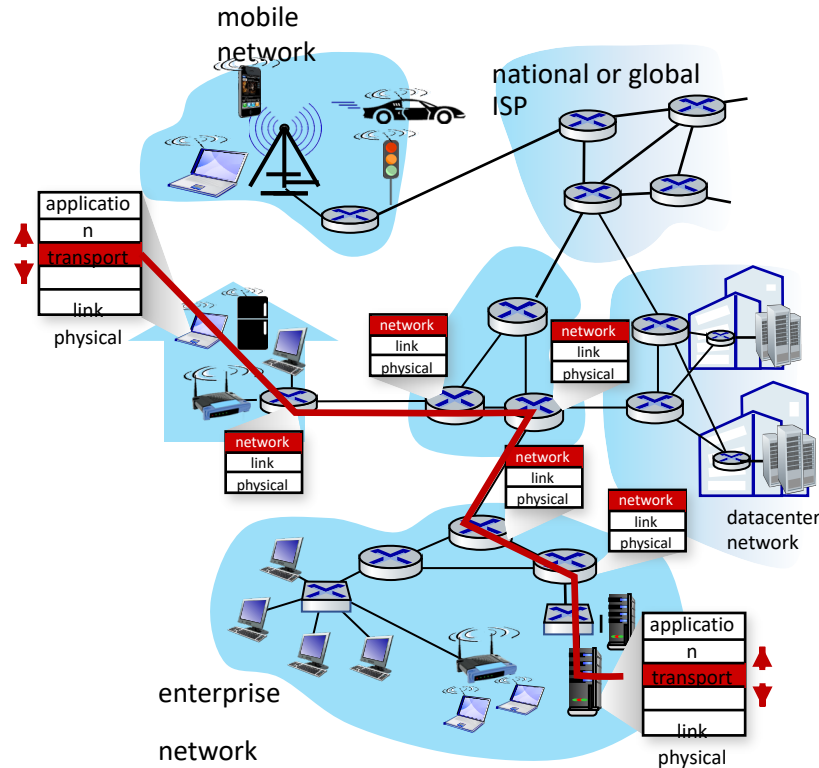 mobile
network
national or global
ISP
applicatio
n
transport
link
physical
network
link
physical
network
link
physical
network
link
physical
network
link
physical
network
link
physical
datacenter
network
applicatio
n
transport
link
physical
enterprise
network